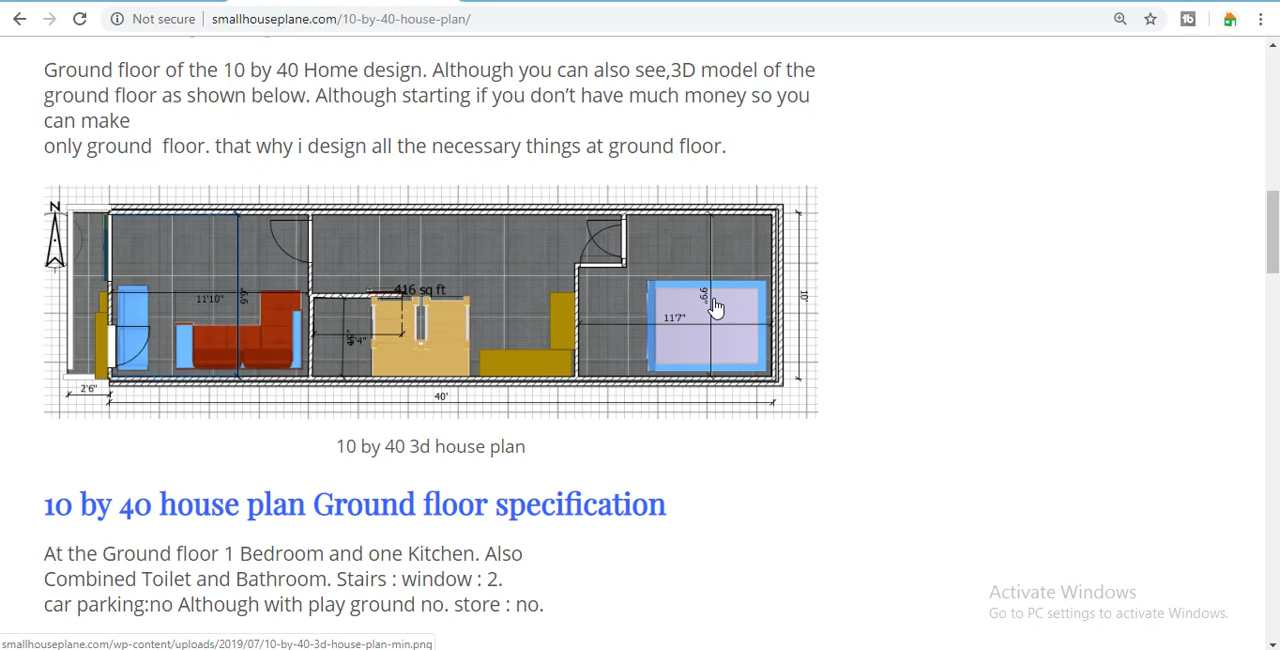 Not secure
smallhouseplane.com/10-by-40-house-plan/
Ground floor of the 10 by 40 Home design. Although you can also see,3D model of the
ground floor as shown below. Although starting if you don’t have much money so you
can make
only ground floor. that why i design all the necessary things at ground floor.
N
416 sq ft
11'10"
9'6"
9'6"
11'7"
10'
2'6"
40'
10 by 40 3d house plan
10 by 40 house plan Ground floor specification
At the Ground floor 1 Bedroom and one Kitchen. Also
Combined Toilet and Bathroom. Stairs : window : 2.
car parking:no Although with play ground no. store : no.
Activate Windows
Go to PC settings to activate Windows.
smallhouseplane.com/wp-content/uploads/2019/07/10-by-40-3d-house-plan-min.png